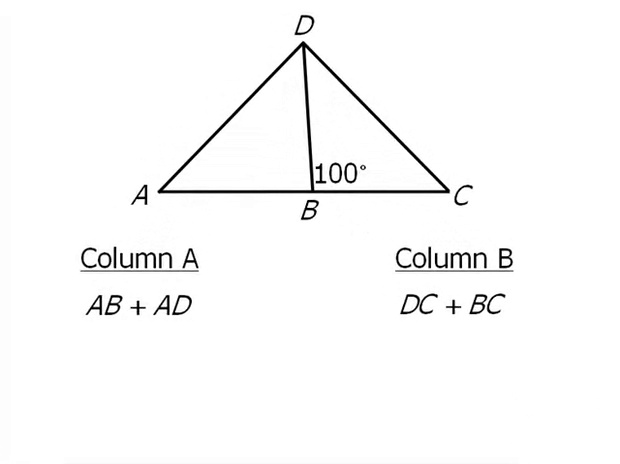 D
100°
A
B
C
Column A
Column B
AB + AD
DC + BC